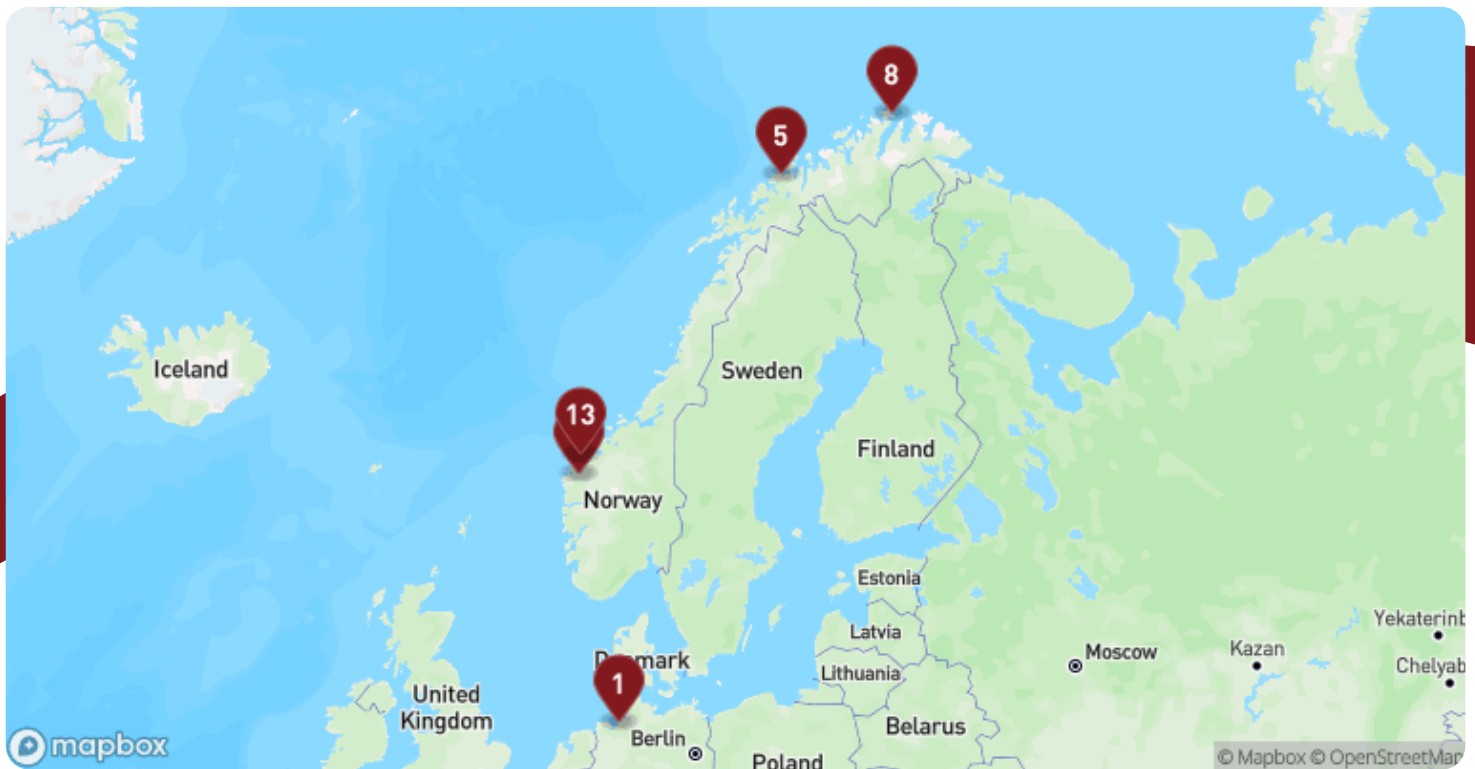 8
5
Iceland
Sweden
13
Finland
Norway
Estonia
Yekaterinb
Latvia
Moscow
Kazan
Denmark
Chelyab
Lithuania
1
United
Kingdom
Belarus
Berlin
mapbox
Poland
© Mapbox © OpenStreetMap